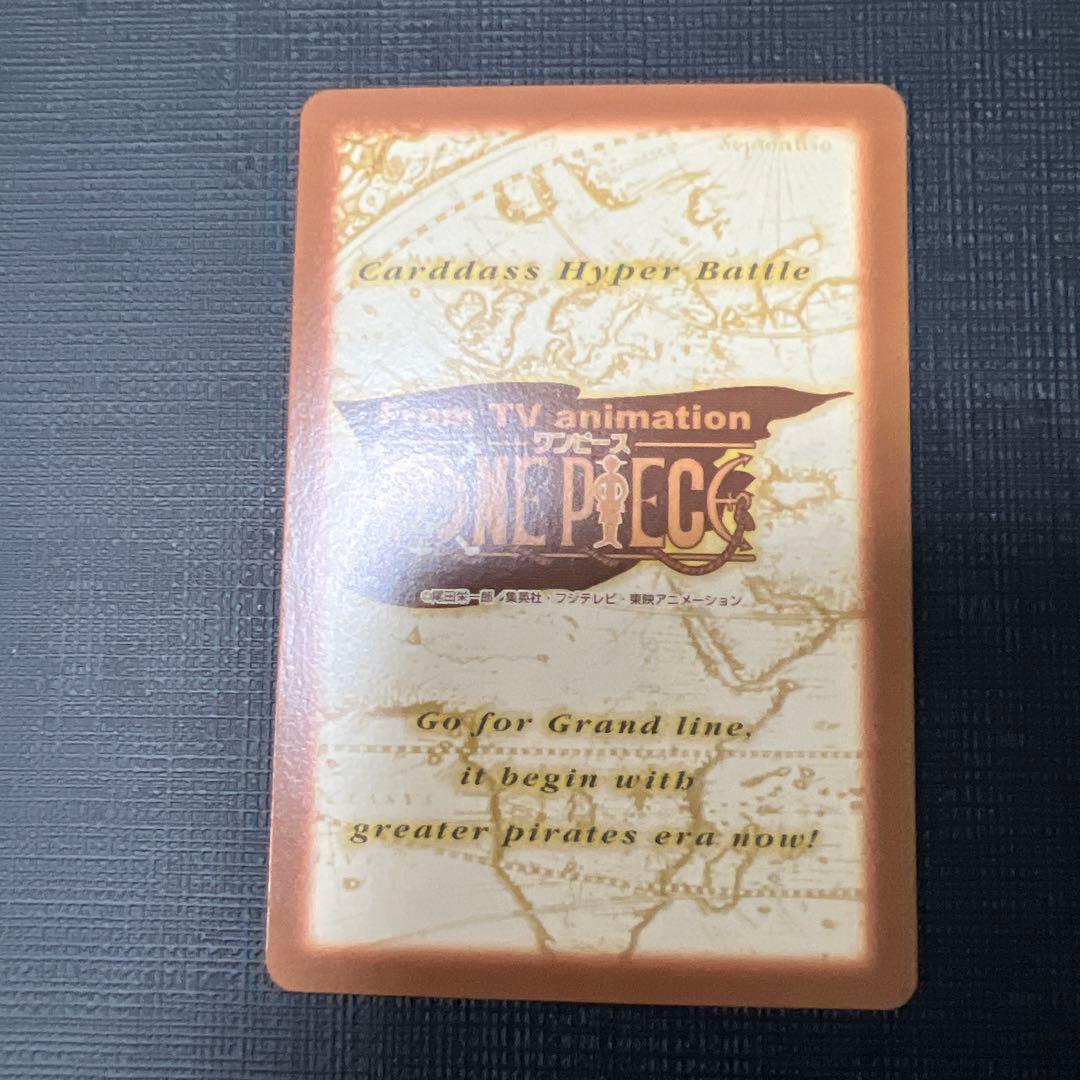 Carddass Hyper Battle
From TV animation
ワンピース
ONE PIECE
©尾田栄一郎/集英社・フジテレビ・東映アニメーション
Go for Grand line,
it begin with
greater pirates era now!